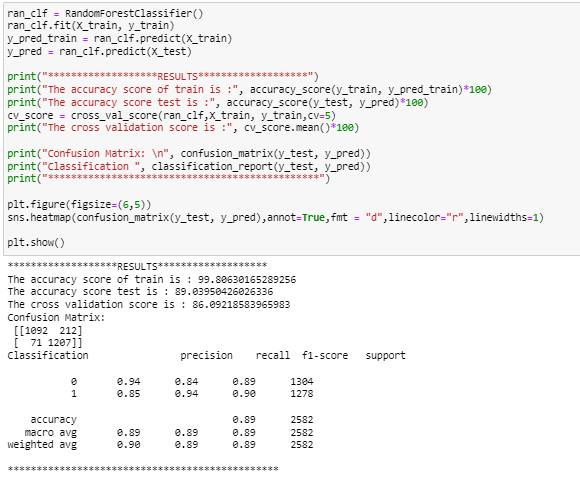 ran_clf = RandomForestClassifier()
ran_clf.fit(X_train, y_train)
y_pred_train = ran_clf.predict(X_train)
y_pred = ran_clf.predict(X_test)
print("*******************RESULTS*******************")
print("The accuracy score of train is :", accuracy_score(y_train, y_pred_train)*100)
print("The accuracy score test is :", accuracy_score(y_test, y_pred)*100)
cv_score = cross_val_score(ran_clf,X_train, y_train,cv=5)
print("The cross validation score is :", cv_score.mean()*100)
print("Confusion Matrix: \n", confusion_matrix(y_test, y_pred))
print("Classification ", classification_report(y_test, y_pred))
print("***********************************************")
plt.figure(figsize=(6,5))
sns.heatmap(confusion_matrix(y_test, y_pred),annot=True,fmt = "d",linecolor="r",linewidths=1)
plt.show()
*******************RESULTS*******************
The accuracy score of train is : 99.80630165289256
The accuracy score test is : 89.03950426026336
The cross validation score is : 86.09218583965983
Confusion Matrix:
[[1092 212]
[ 71 1207]]
Classification precision recall f1-score support
0 0.94 0.84 0.89 1304
1 0.85 0.94 0.90 1278
accuracy 0.89 2582
macro avg 0.89 0.89 0.89 2582
weighted avg 0.90 0.89 0.89 2582
***********************************************